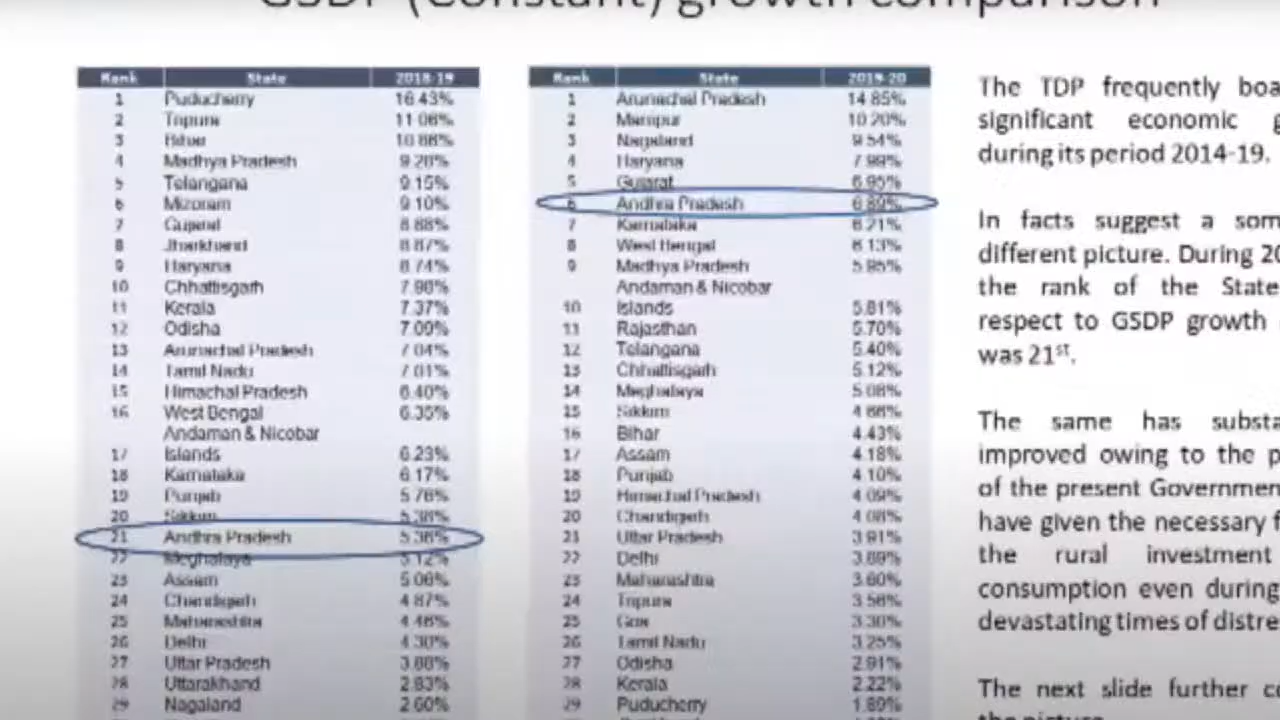 GSDP (Constant) growth comparison
Rank State 2018-19
1 Puducherry 16.43%
2 Tripura 11.06%
3 Bihar 10.86%
4 Madhya Pradesh 9.20%
5 Telangana 9.15%
6 Mizoram 9.10%
7 Gujarat 8.88%
8 Jharkhand 8.87%
9 Haryana 8.74%
10 Chhattisgarh 7.98%
11 Kerala 7.37%
12 Odisha 7.09%
13 Arunachal Pradesh 7.04%
14 Tamil Nadu 7.01%
15 Himachal Pradesh 6.40%
16 West Bengal 6.35%
Andaman & Nicobar
17 Islands 6.23%
18 Karnataka 6.17%
19 Punjab 5.76%
20 Sikkim 5.38%
21 Andhra Pradesh 5.36%
22 Meghalaya 5.12%
23 Assam 5.06%
24 Chandigarh 4.87%
25 Maharashtra 4.46%
26 Delhi 4.30%
27 Uttar Pradesh 3.88%
28 Uttarakhand 2.83%
29 Nagaland 2.60%
Rank State 2019-20
1 Arunachal Pradesh 14.85%
2 Manipur 10.20%
3 Nagaland 9.54%
4 Haryana 7.99%
5 Gujarat 6.95%
6 Andhra Pradesh 6.89%
7 Karnataka 6.21%
8 West Bengal 6.13%
9 Madhya Pradesh 5.95%
Andaman & Nicobar
10 Islands 5.81%
11 Rajasthan 5.70%
12 Telangana 5.40%
13 Chhattisgarh 5.12%
14 Meghalaya 5.08%
15 Sikkim 4.66%
16 Bihar 4.43%
17 Assam 4.18%
18 Punjab 4.10%
19 Himachal Pradesh 4.09%
20 Chandigarh 4.08%
21 Uttar Pradesh 3.91%
22 Delhi 3.69%
23 Maharashtra 3.60%
24 Tripura 3.56%
25 Goa 3.30%
26 Tamil Nadu 3.25%
27 Odisha 2.91%
28 Kerala 2.22%
29 Puducherry 1.89%
The TDP frequently boa
significant economic g
during its period 2014-19.
In facts suggest a som
different picture. During 20
the rank of the State
respect to GSDP growth
was 21st.
The same has substa
improved owing to the p
of the present Governmen
have given the necessary f
the rural investment
consumption even during
devastating times of distre
The next slide further co
the picture